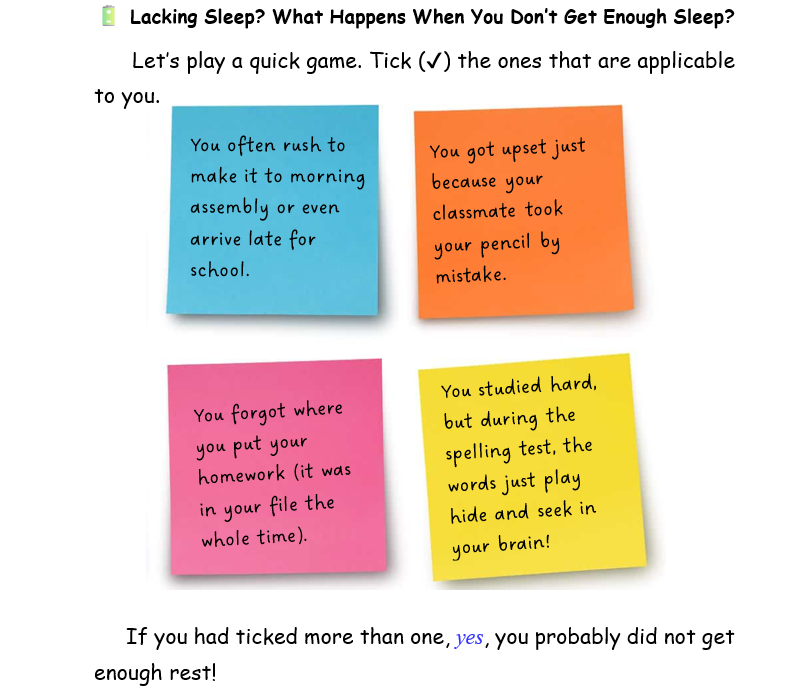 🔋 Lacking Sleep? What Happens When You Don't Get Enough Sleep?
Let's play a quick game. Tick (✓) the ones that are applicable
to you.
You often rush to
make it to morning
assembly or even
arrive late for
school.
You got upset just
because your
classmate took
your pencil by
mistake.
You forgot where
you put your
homework (it was
in your file the
whole time).
You studied hard,
but during the
spelling test, the
words just play
hide and seek in
your brain!
If you had ticked more than one, yes, you probably did not get
enough rest!